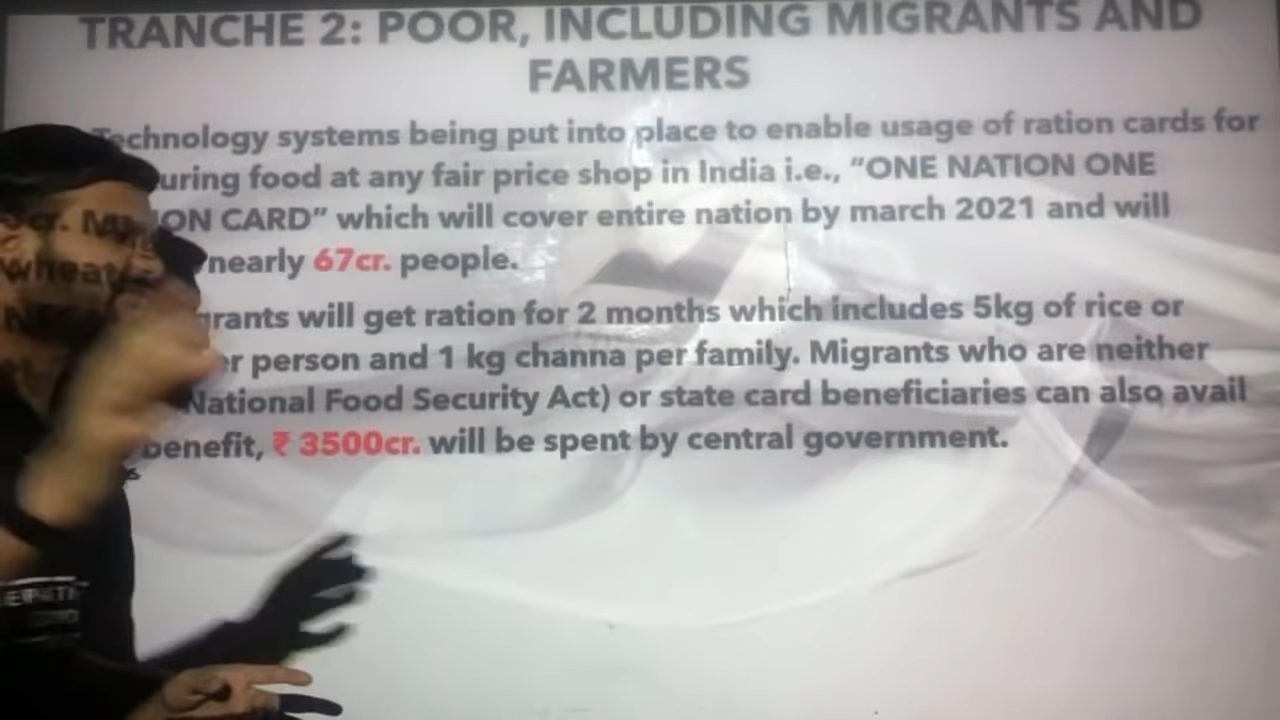 TRANCHE 2: POOR, INCLUDING MIGRANTS AND
FARMERS
Technology systems being put into place to enable usage of ration cards for
uring food at any fair price shop in India i.e., "ONE NATION ONE
ION CARD" which will cover entire nation by march 2021 and will
nearly 67cr. people.
grants will get ration for 2 months which includes 5kg of rice or
wheat
er person and 1 kg channa per family. Migrants who are neither
National Food Security Act) or state card beneficiaries can also avail
benefit, ₹ 3500cr. will be spent by central government.